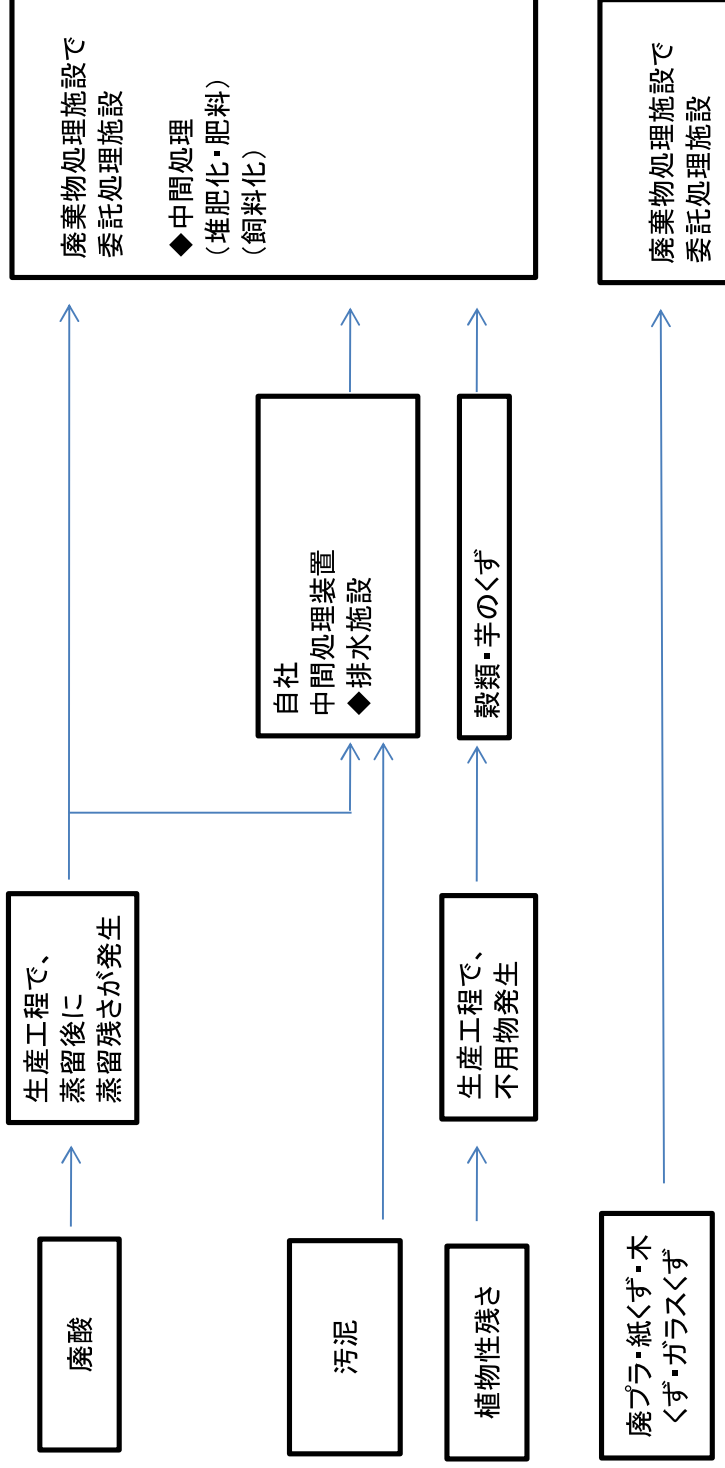 廃酸
生産工程で、
蒸留後に
蒸留残さが発生
廃棄物処理施設で
委託処理施設
◆中間処理
(堆肥化・肥料)
(飼料化)
汚泥
自社
中間処理装置
◆排水施設
植物性残さ
生産工程で、
不用物発生
穀類・芋のくず
廃プラ・紙くず・木
くず・ガラスくず
廃棄物処理施設で
委託処理施設